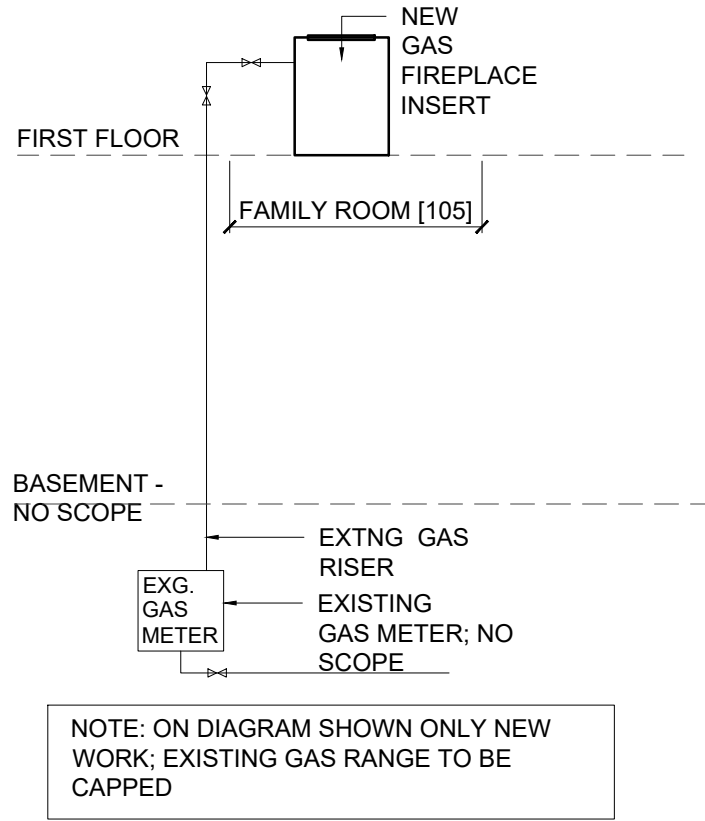 NEW
GAS
FIREPLACE
INSERT
FIRST FLOOR
FAMILY ROOM [105]
BASEMENT -
NO SCOPE
EXTNG GAS
RISER
EXG.
GAS
METER
EXISTING
GAS METER; NO
SCOPE
NOTE: ON DIAGRAM SHOWN ONLY NEW
WORK; EXISTING GAS RANGE TO BE
CAPPED